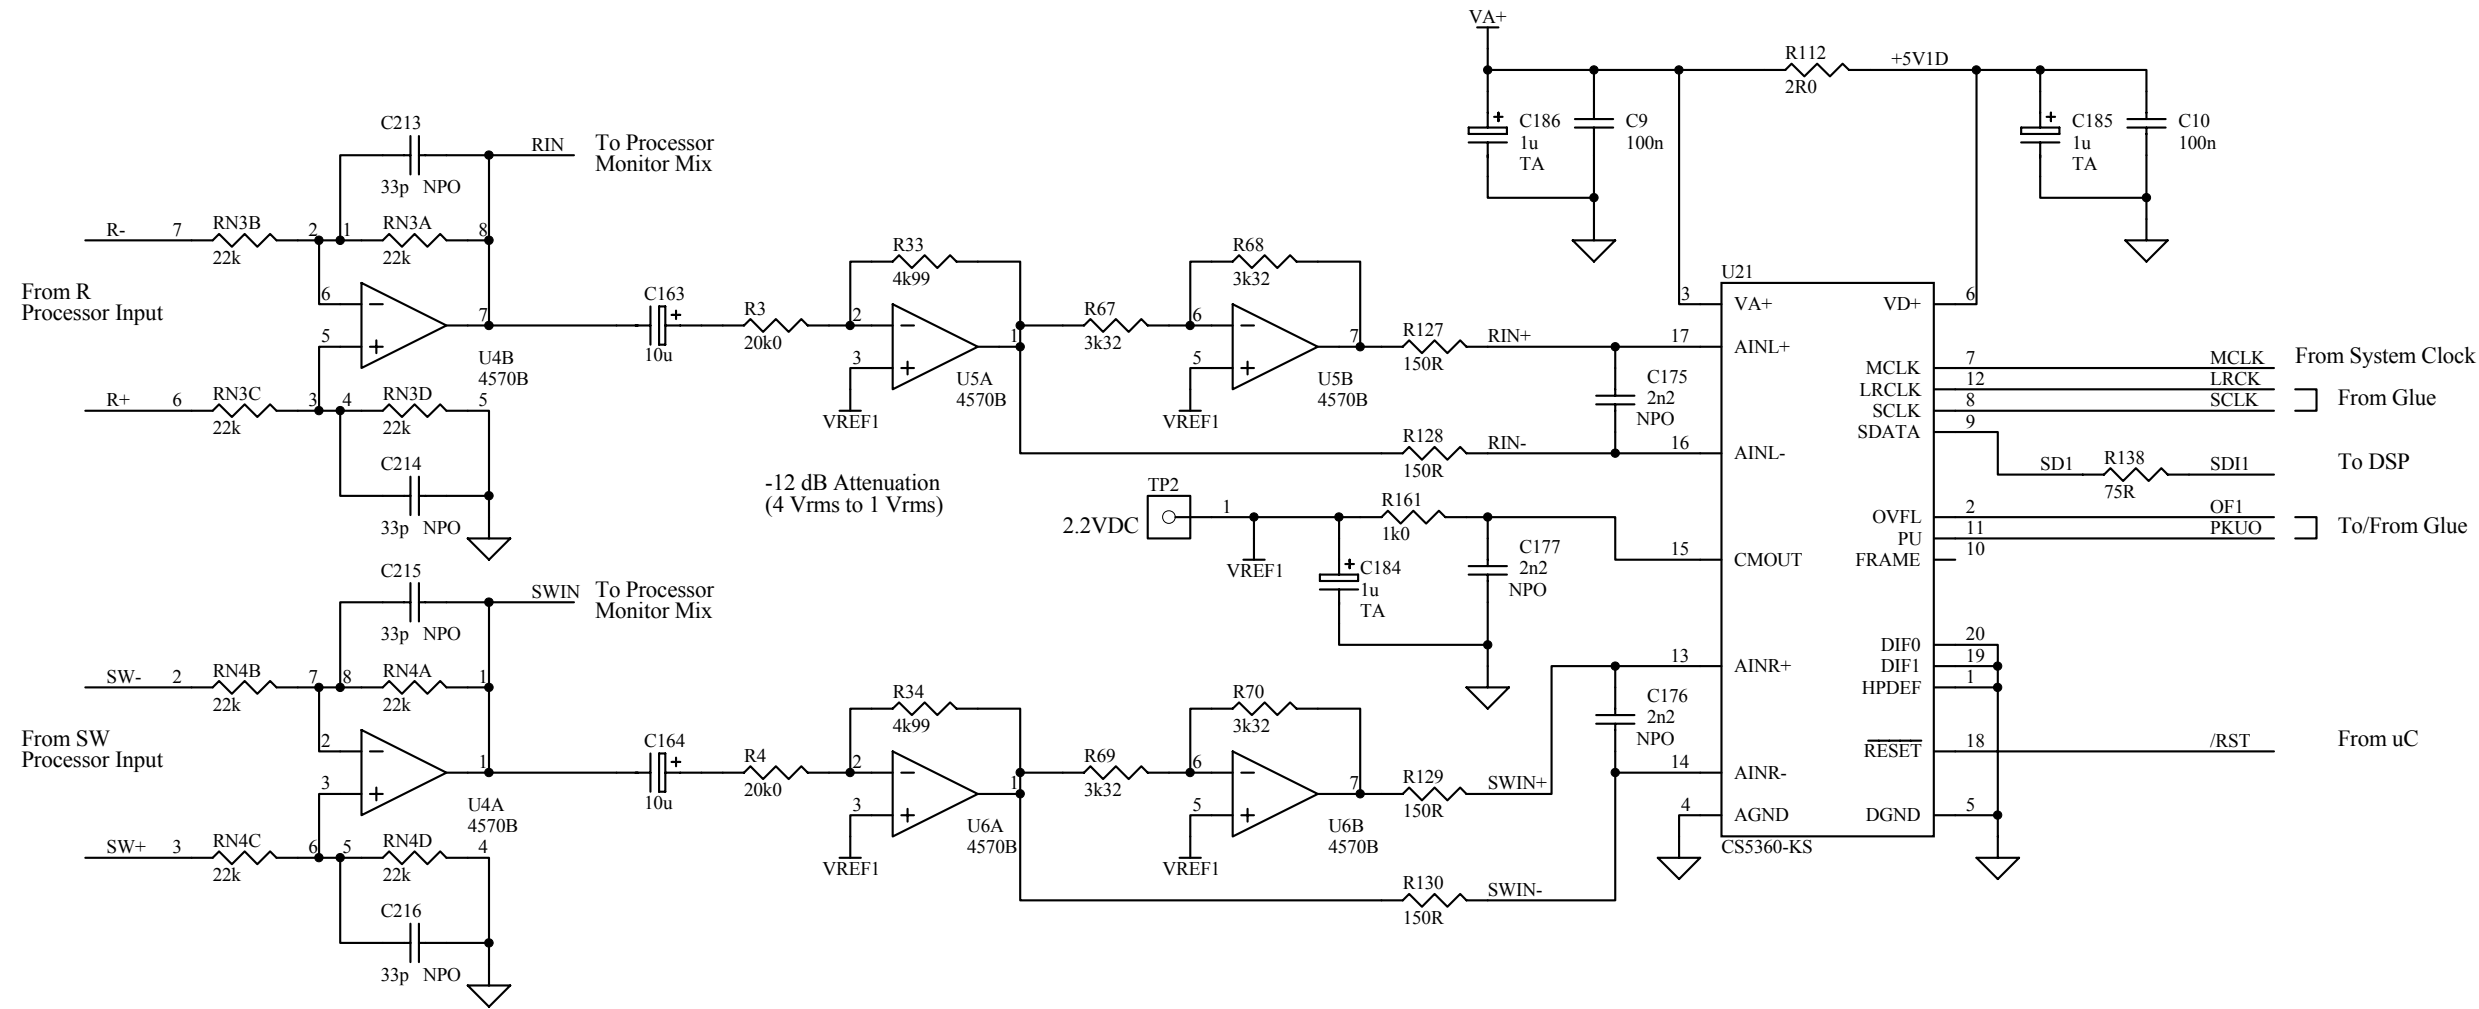 VA+
R112
2R0
+5V1D
C186
1u
TA
C9
100n
C185
1u
TA
C10
100n
C213
33p NPO
RIN
To Processor
Monitor Mix
R-
7
RN3B
22k
2
1
RN3A
22k
8
From R
Processor Input
6
5
7
U4B
4570B
R+
6
RN3C
22k
3
4
RN3D
22k
5
C214
33p NPO
C163
10u
R3
20k0
R33
4k99
2
3
1
U5A
4570B
VREF1
R67
3k32
R68
3k32
6
5
7
U5B
4570B
VREF1
R127
150R
RIN+
R128
150R
RIN-
C175
2n2
NPO
-12 dB Attenuation
(4 Vrms to 1 Vrms)
TP2
2.2VDC
1
VREF1
R161
1k0
C184
1u
TA
C177
2n2
NPO
C215
33p NPO
SWIN
To Processor
Monitor Mix
SW-
2
RN4B
22k
7
8
RN4A
22k
1
From SW
Processor Input
2
3
1
U4A
4570B
SW+
3
RN4C
22k
6
5
RN4D
22k
4
C216
33p NPO
C164
10u
R4
20k0
R34
4k99
2
3
1
U6A
4570B
VREF1
R69
3k32
R70
3k32
6
5
7
U6B
4570B
VREF1
R129
150R
SWIN+
R130
150R
SWIN-
C176
2n2
NPO
U21
3 VA+
17 AINL+
16 AINL-
15 CMOUT
13 AINR+
14 AINR-
4 AGND
CS5360-KS
VD+ 6
MCLK 7 MCLK
From System Clock
LRCLK 12 LRCK
SCLK 8 SCLK
From Glue
SDATA 9
SD1
R138
75R
SDI1
To DSP
OVFL 2 OF1
PU 11 PKUO
To/From Glue
FRAME 10
DIF0 20
DIF1 19
HPDEF 1
RESET 18 /RST
From uC
DGND 5